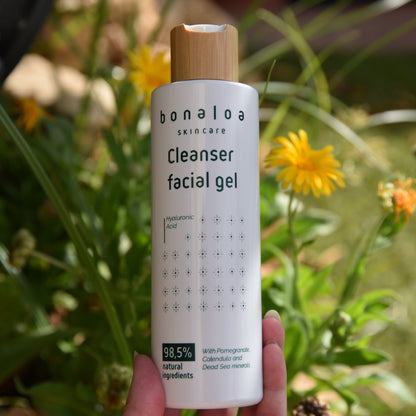 bonaloa
SKINCARE
Cleanser
facial gel
Hyaluronic
Acid
98,5%
natural
ingredients
With Pomegranate,
Calendula and
Dead Sea minerals